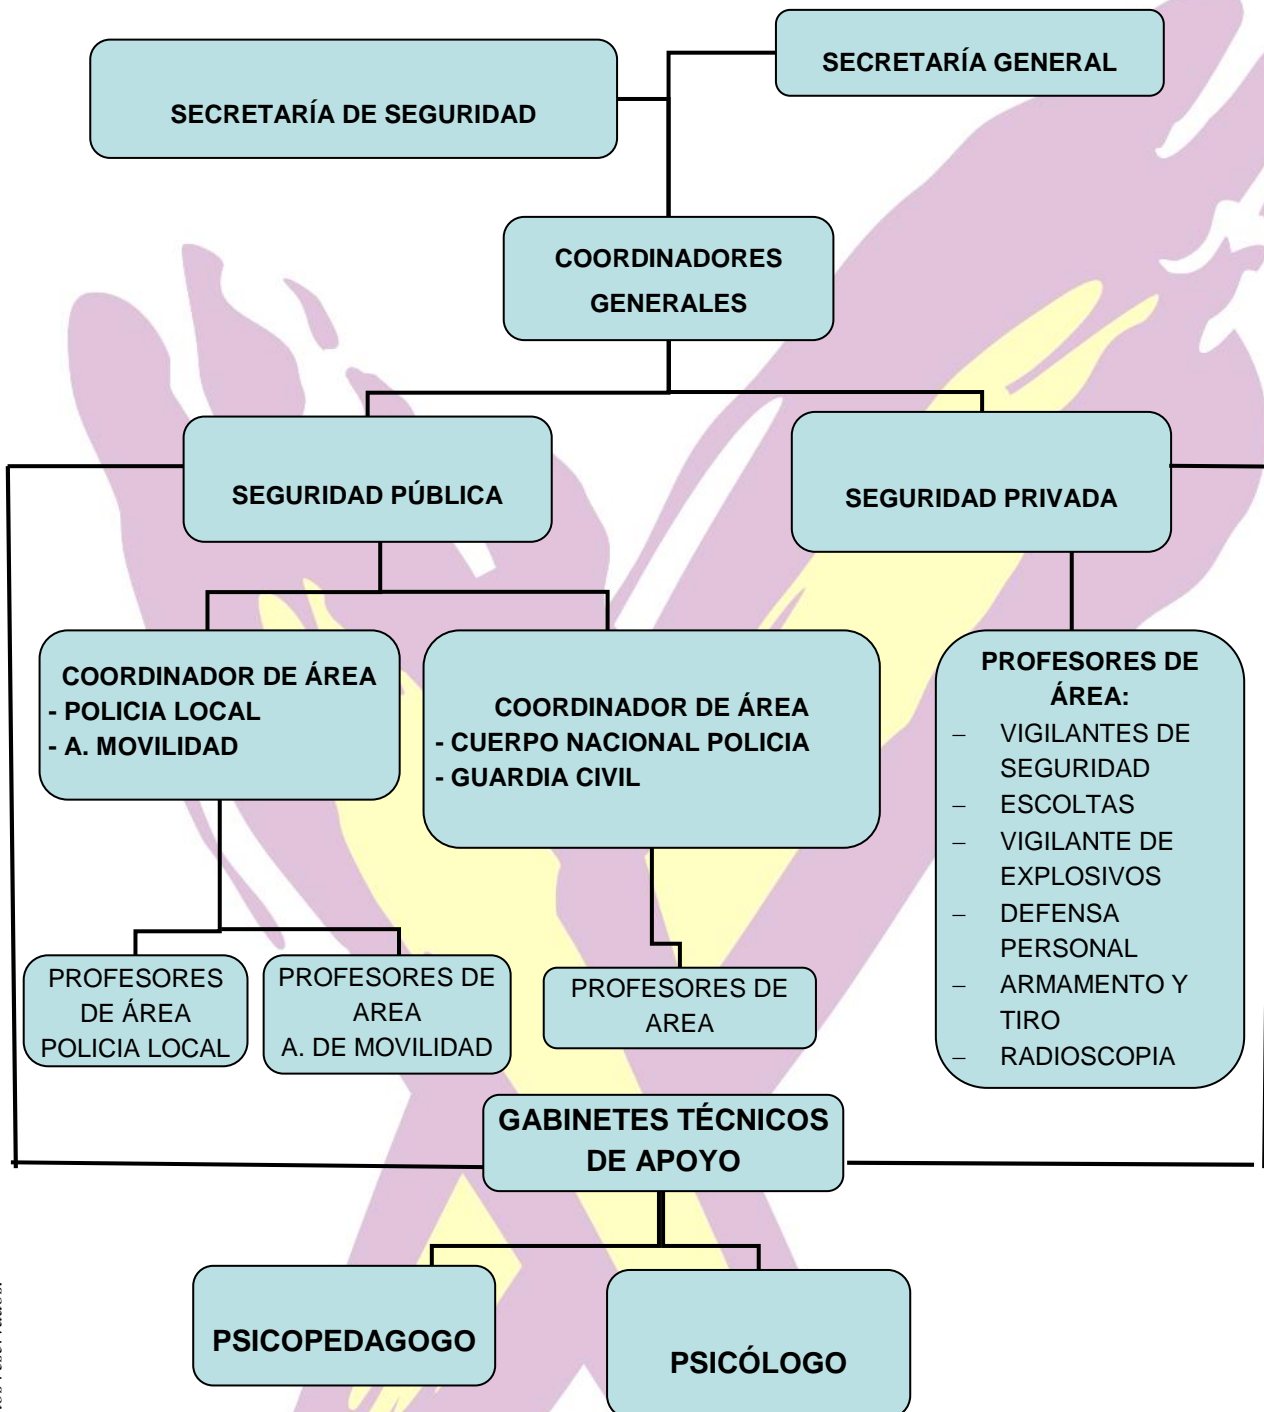 SECRETARÍA GENERAL
SECRETARÍA DE SEGURIDAD
COORDINADORES
GENERALES
SEGURIDAD PÚBLICA
SEGURIDAD PRIVADA
COORDINADOR DE ÁREA
- POLICIA LOCAL
- A. MOVILIDAD
COORDINADOR DE ÁREA
- CUERPO NACIONAL POLICIA
- GUARDIA CIVIL
PROFESORES DE
ÁREA:
– VIGILANTES DE
SEGURIDAD
– ESCOLTAS
– VIGILANTE DE
EXPLOSIVOS
– DEFENSA
PERSONAL
– ARMAMENTO Y
TIRO
– RADIOSCOPIA
PROFESORES
DE ÁREA
POLICIA LOCAL
PROFESORES DE
AREA
A. DE MOVILIDAD
PROFESORES DE
AREA
GABINETES TÉCNICOS
DE APOYO
PSICOPEDAGOGO
PSICÓLOGO